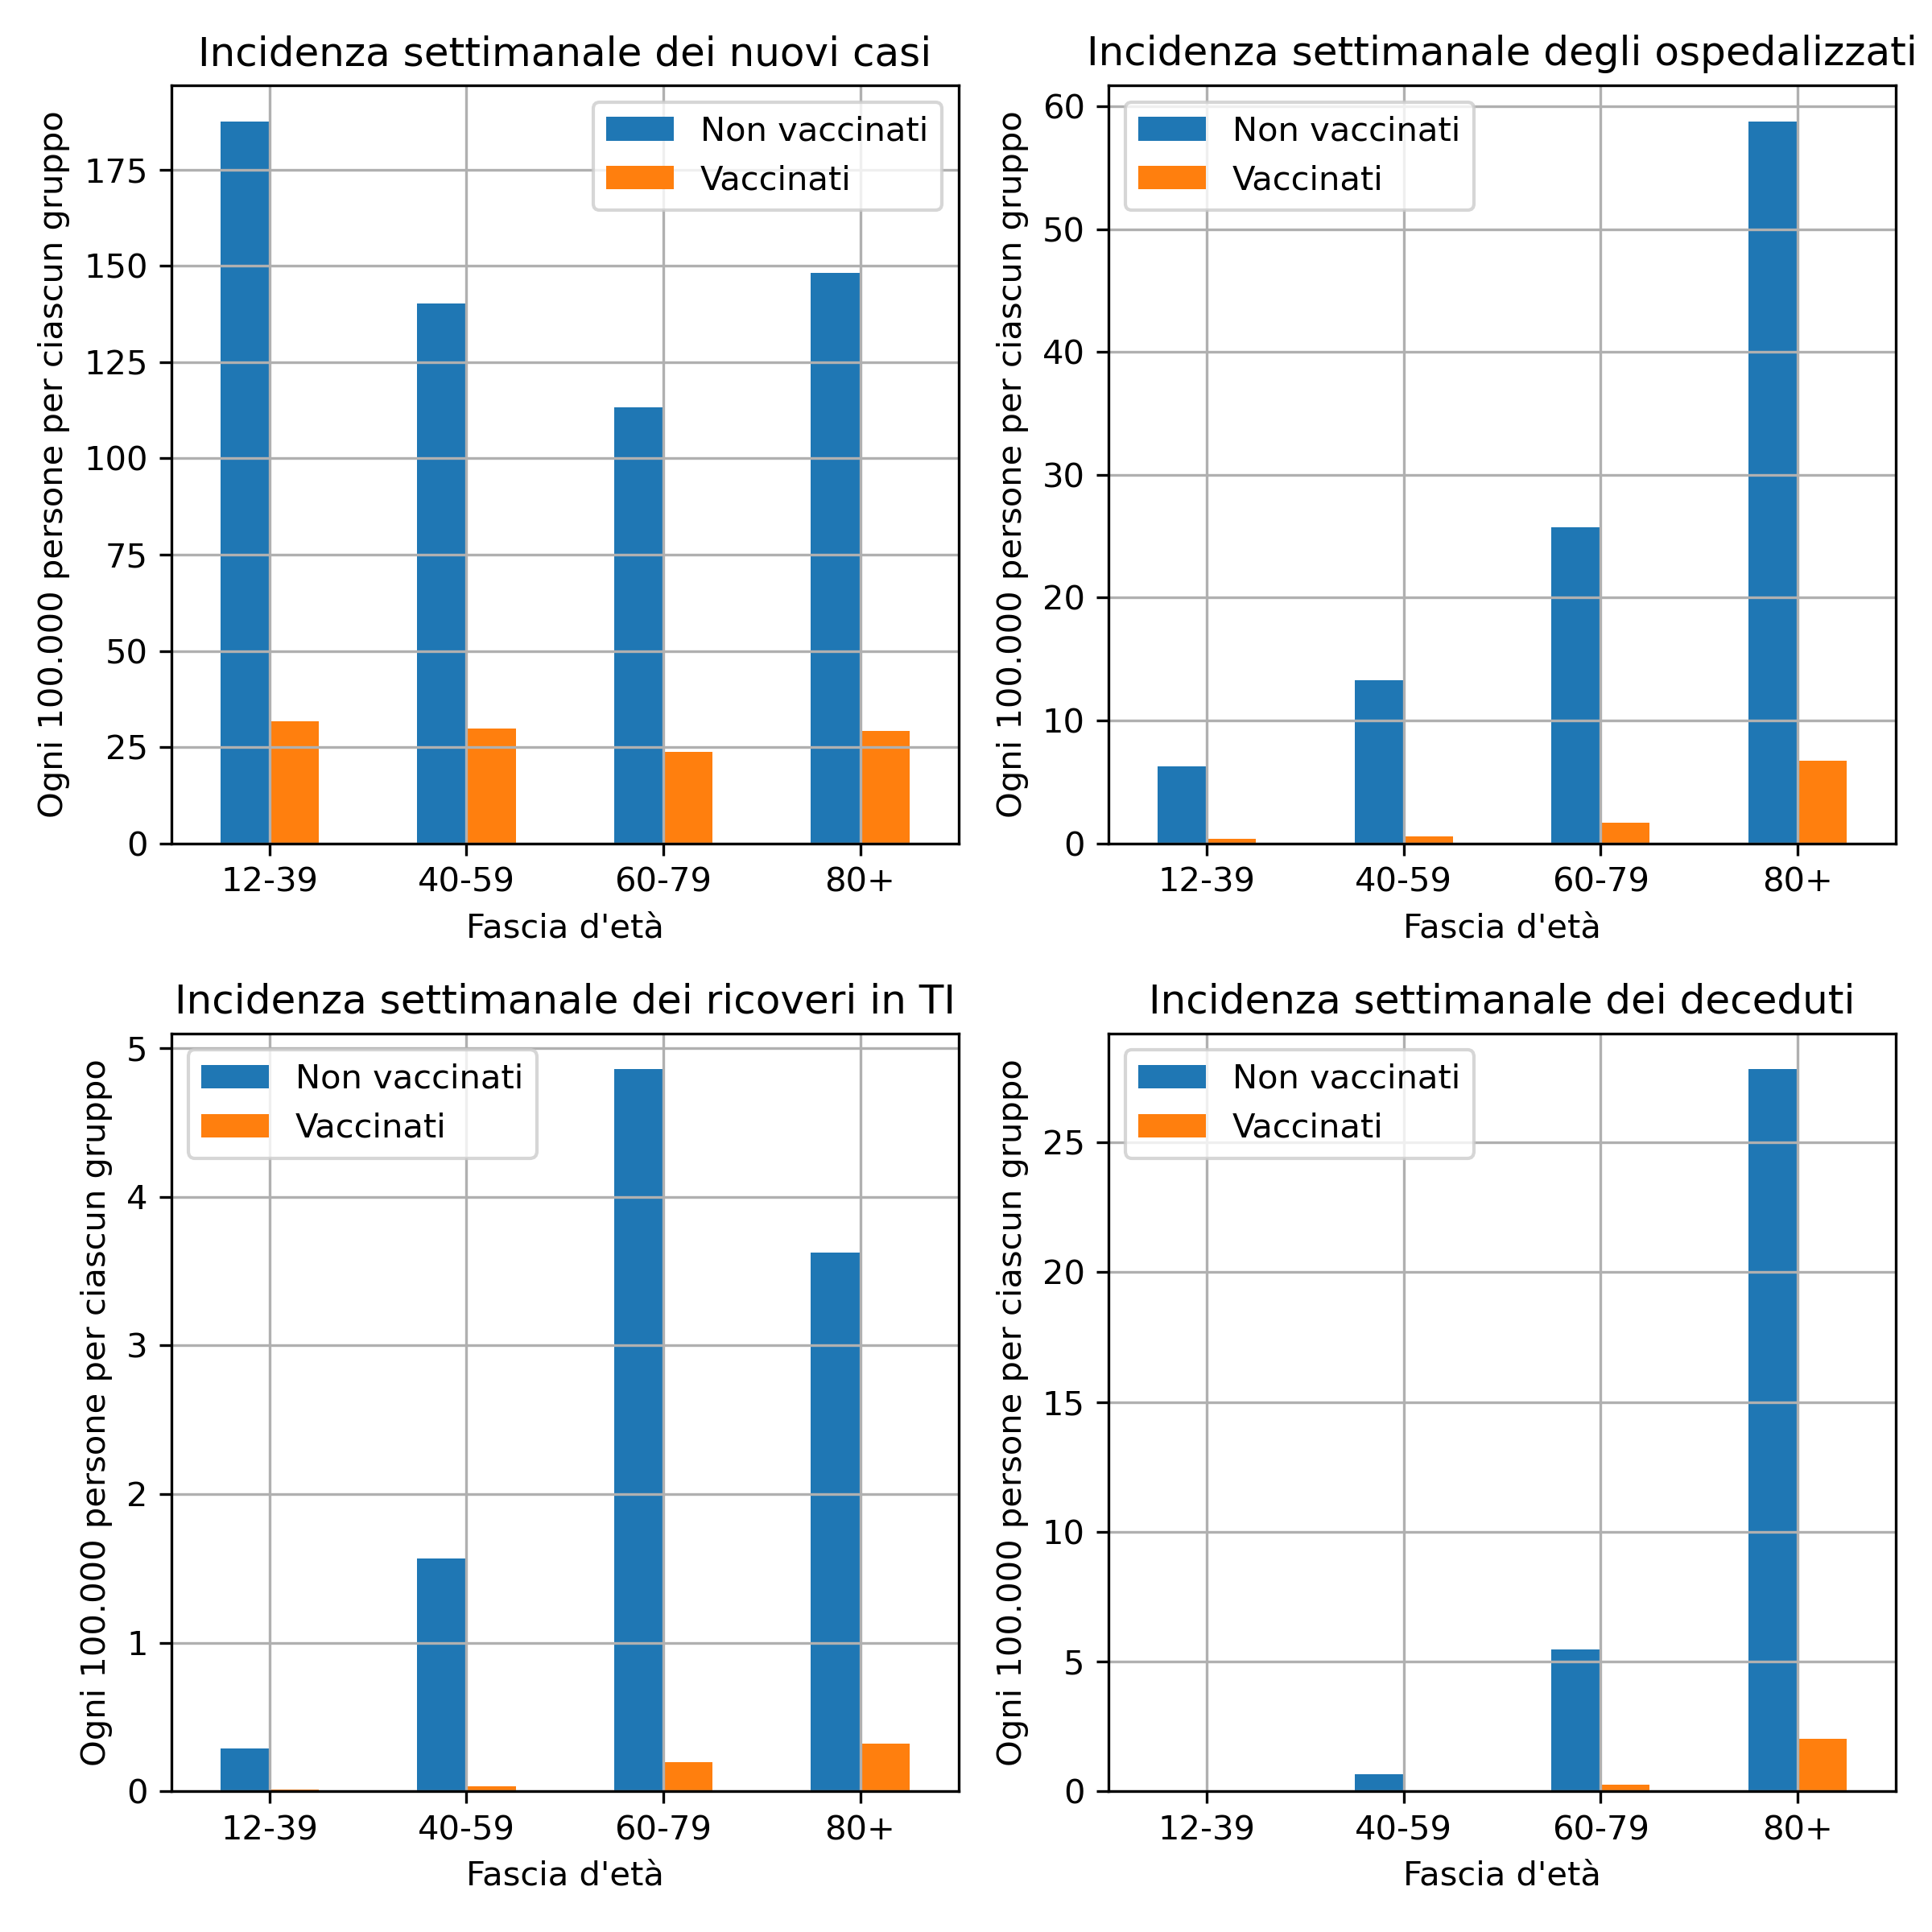 Incidenza settimanale dei nuovi casi
Ogni 100.000 persone per ciascun gruppo
175
150
125
100
75
50
25
0
Non vaccinati
Vaccinati
12-39 40-59 60-79 80+
Fascia d'età
Incidenza settimanale degli ospedalizzati
Ogni 100.000 persone per ciascun gruppo
60
50
40
30
20
10
0
Non vaccinati
Vaccinati
12-39 40-59 60-79 80+
Fascia d'età
Incidenza settimanale dei ricoveri in TI
Ogni 100.000 persone per ciascun gruppo
5
4
3
2
1
0
Non vaccinati
Vaccinati
12-39 40-59 60-79 80+
Fascia d'età
Incidenza settimanale dei deceduti
Ogni 100.000 persone per ciascun gruppo
25
20
15
10
5
0
Non vaccinati
Vaccinati
12-39 40-59 60-79 80+
Fascia d'età